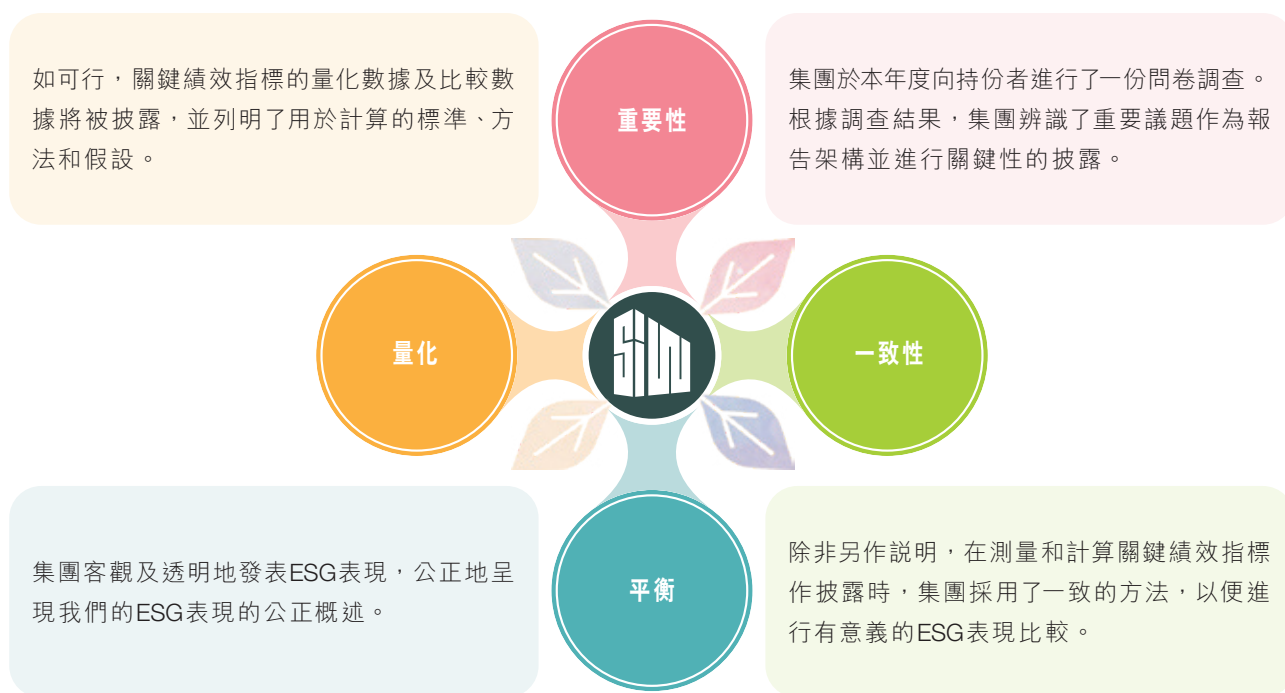 如可行，關鍵績效指標的量化數據及比較數
據將被披露，並列明了用於計算的標準、方
法和假設。
重要性
集團於本年度向持份者進行了一份問卷調查。
根據調查結果，集團辨識了重要議題作為報
告架構並進行關鍵性的披露。
量化
一致性
集團客觀及透明地發表ESG表現，公正地呈
現我們的ESG表現的公正概述。
平衡
除非另作説明，在測量和計算關鍵績效指標
作披露時，集團採用了一致的方法，以便進
行有意義的ESG表現比較。